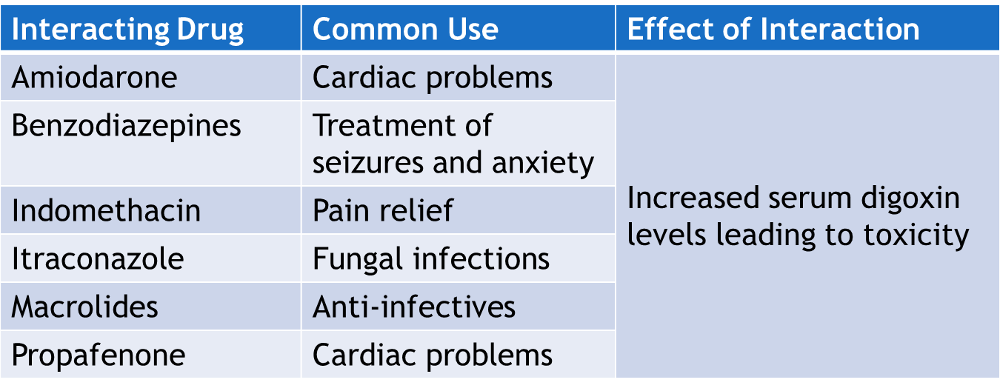 Interacting Drug Common Use Effect of Interaction
Amiodarone Cardiac problems
Benzodiazepines Treatment of
seizures and anxiety
Indomethacin Pain relief
Itraconazole Fungal infections
Macrolides Anti-infectives
Propafenone Cardiac problems
Increased serum digoxin
levels leading to toxicity